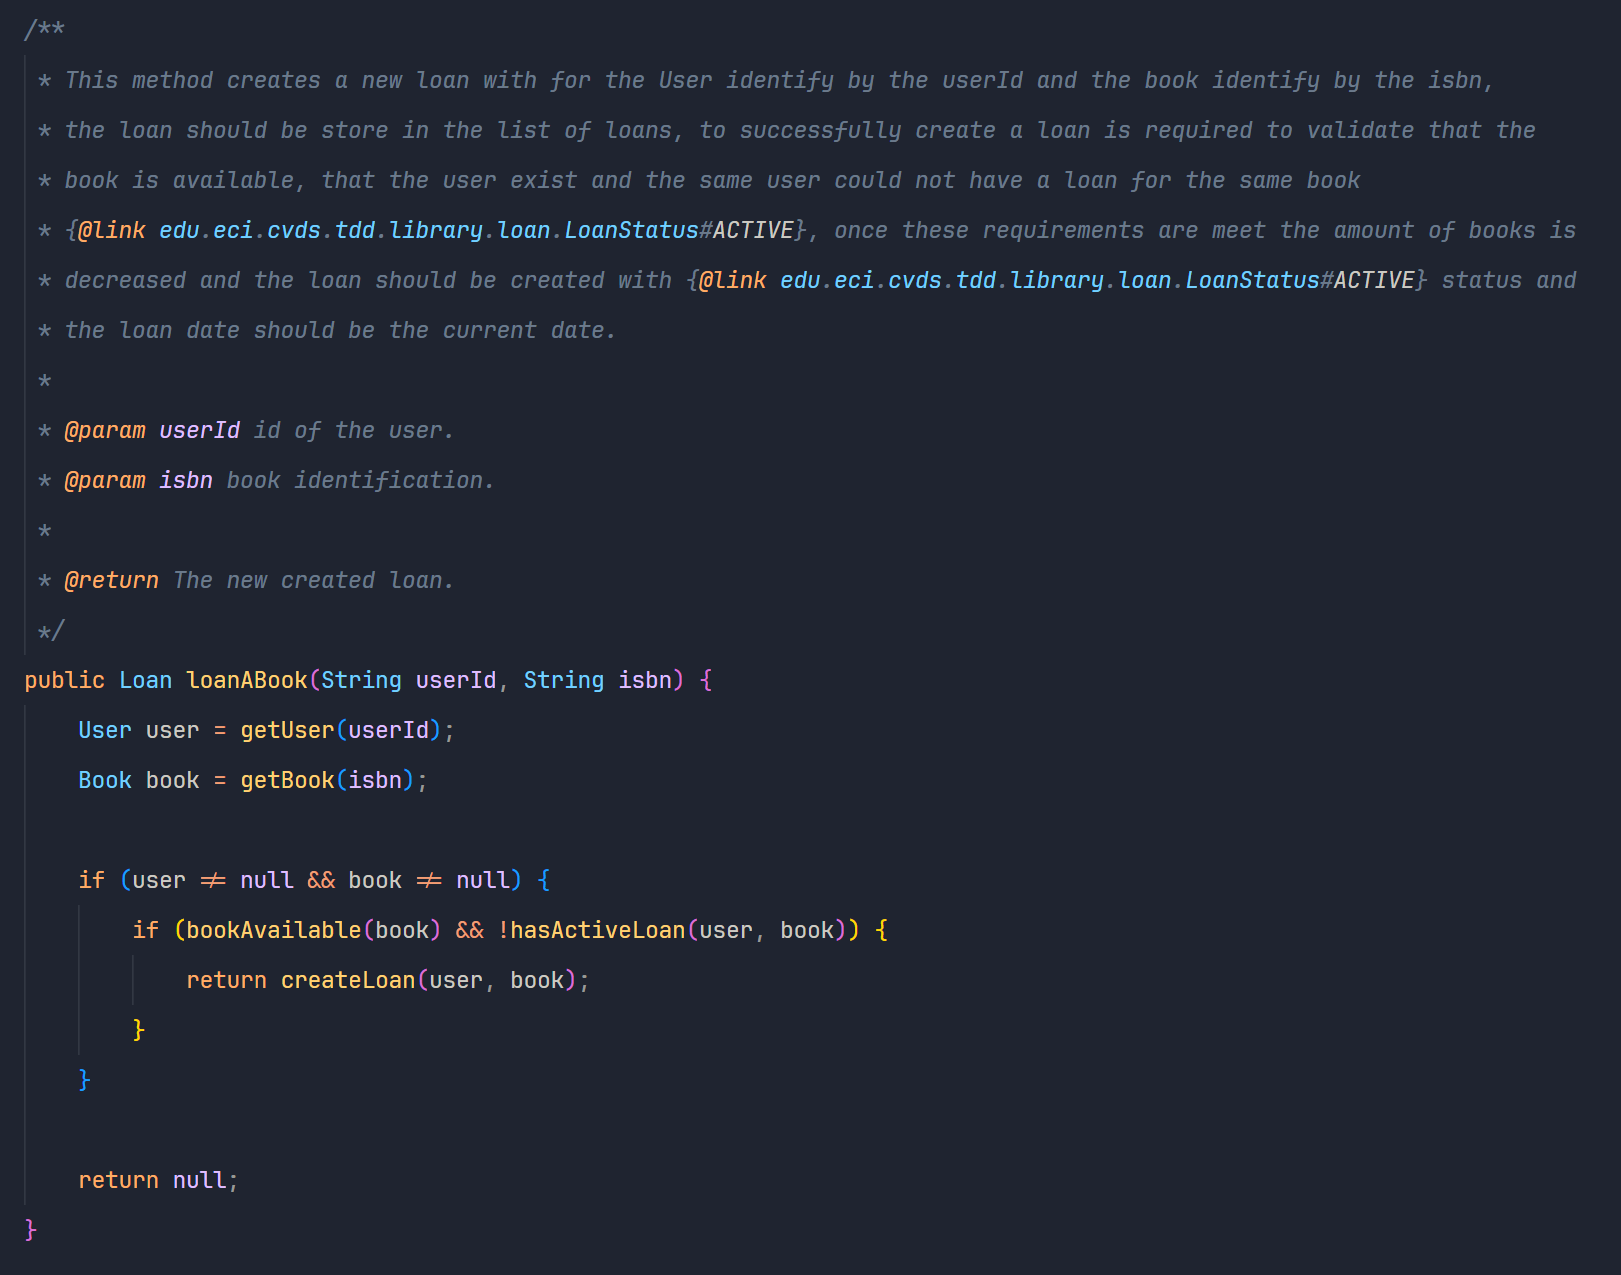 /**
 * This method creates a new loan with for the User identify by the userId and the book identify by the isbn,
 * the loan should be store in the list of loans, to successfully create a loan is required to validate that the
 * book is available, that the user exist and the same user could not have a loan for the same book
 * {@link edu.eci.cvds.tdd.library.loan.LoanStatus#ACTIVE}, once these requirements are meet the amount of books is
 * decreased and the loan should be created with {@link edu.eci.cvds.tdd.library.loan.LoanStatus#ACTIVE} status and
 * the loan date should be the current date.
 *
 * @param userId id of the user.
 * @param isbn book identification.
 *
 * @return The new created loan.
 */
public Loan loanABook(String userId, String isbn) {
    User user = getUser(userId);
    Book book = getBook(isbn);

    if (user != null && book != null) {
        if (bookAvailable(book) && !hasActiveLoan(user, book)) {
            return createLoan(user, book);
        }
    }

    return null;
}